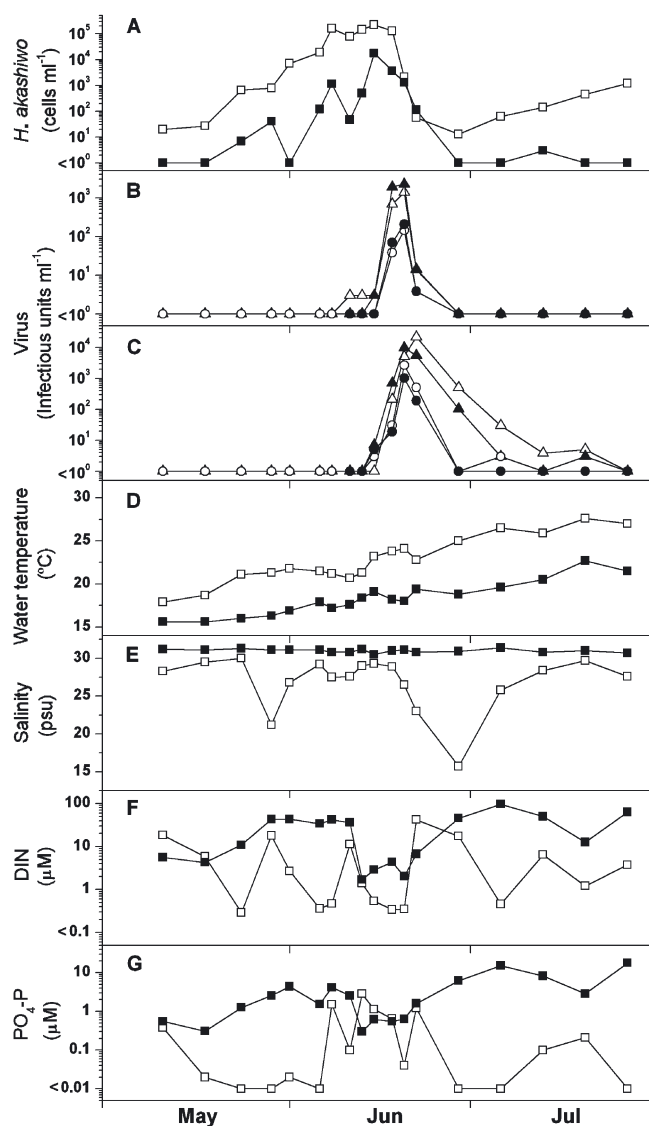 A
H. akashiwo
(cells ml-1)
10^5
10^4
10^3
10^2
10^1
<10^0
B
10^3
10^2
10^1
<10^0
Virus
(Infectious units ml-1)
C
10^4
10^3
10^2
10^1
<10^0
D
Water temperature
(°C)
30
25
20
15
E
Salinity
(psu)
30
25
20
15
F
DIN
(µM)
100
10
1
<0.1
G
PO4-P
(µM)
10
1
0.1
<0.01
May Jun Jul